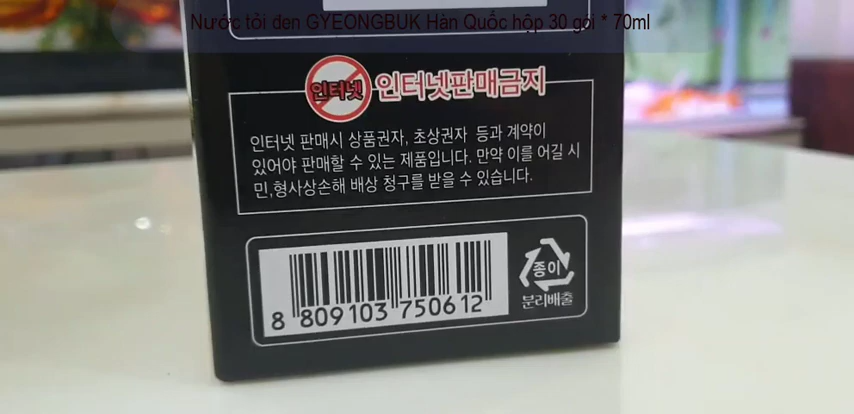 Nước tỏi đen GYEONGBUK Hàn Quốc hộp 30 gói * 70ml
인터넷 인터넷판매금지
인터넷 판매시 상품권자, 초상권자 등과 계약이
있어야 판매할 수 있는 제품입니다. 만약 이를 어길 시
민,형사상손해 배상 청구를 받을 수 있습니다.
종이
분리배출
8 809103 750612